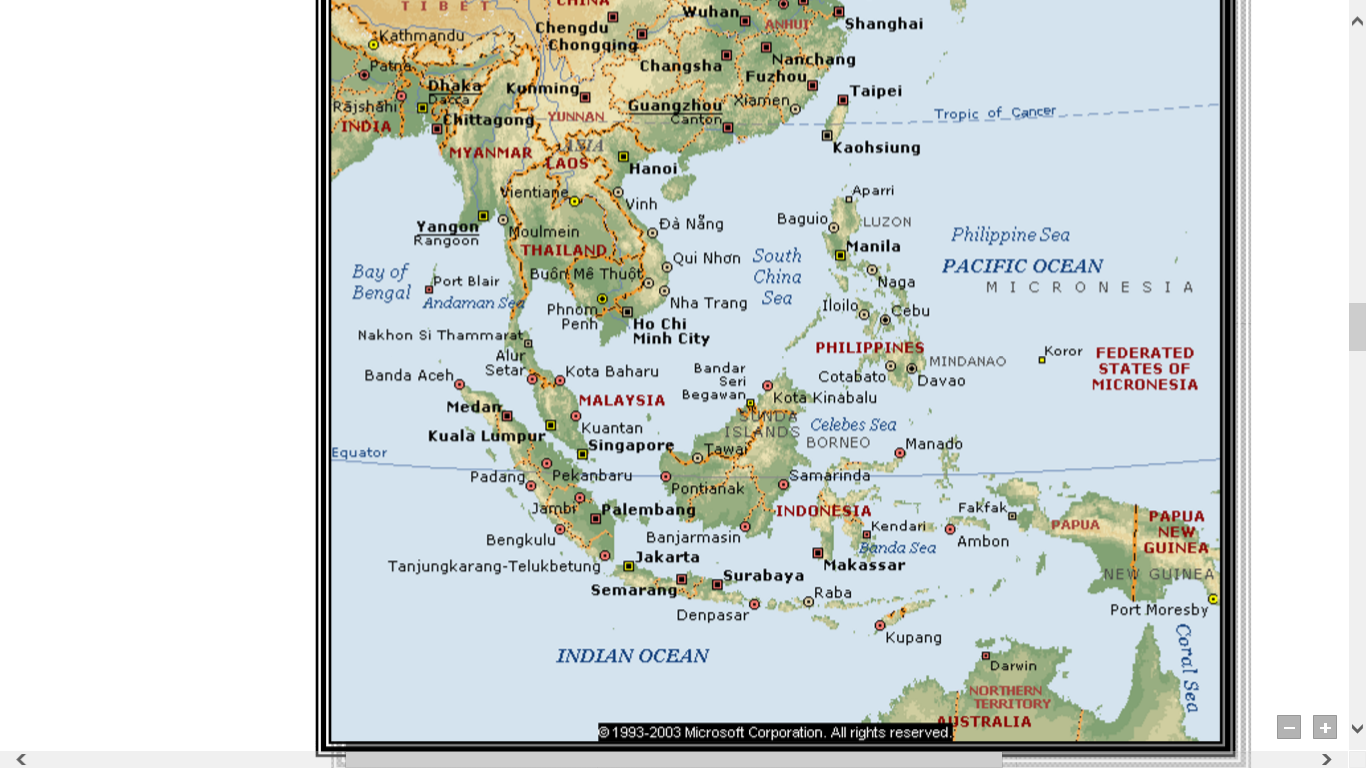 TIBET
CHINA
Wuhan
ANHUI
Shanghai
Chengdu
Chongqing
Kathmandu
Nanchang
Changsha
Patna
Fuzhou
Dhaka
Dacca
Kunming
Taipei
Rājshāhi
Guangzhou
Canton
Xiamen
Tropic of Cancer
INDIA
Chittagong
YUNNAN
Kaohsiung
MYANMAR
ASIA
LAOS
Hanoi
Vientiane
Vinh
Aparri
Yangon
Rangoon
Moulmein
Đà Nẵng
Baguio
LUZON
Philippine Sea
THAILAND
Manila
Qui Nhơn
South
China
Sea
PACIFIC OCEAN
MICRONESIA
Bay of
Bengal
Port Blair
Andaman Sea
Buôn Mê Thuôt
Naga
Nha Trang
Phnom
Penh
Ho Chi
Minh City
Iloilo
Cebu
Nakhon Si Thammarat
PHILIPPINES
MINDANAO
Koror
FEDERATED
STATES OF
MICRONESIA
Alur
Setar
Kota Baharu
Banda Aceh
Bandar
Seri
Begawan
Cotabato
Davao
Kota Kinabalu
MALAYSIA
Medan
Kuantan
SUNDA
ISLANDS
Celebes Sea
BORNEO
Kuala Lumpur
Singapore
Manado
Equator
Tawau
Padang
Pekanbaru
Pontianak
Samarinda
Jambi
Palembang
INDONESIA
Fakfak
PAPUA
PAPUA
NEW
GUINEA
Kendari
Bengkulu
Banjarmasin
Ambon
Banda Sea
Tanjungkarang-Telukbetung
Jakarta
Makassar
NEW GUINEA
Semarang
Surabaya
Raba
Denpasar
Port Moresby
Kupang
Coral Sea
INDIAN OCEAN
Darwin
NORTHERN
TERRITORY
AUSTRALIA
© 1993-2003 Microsoft Corporation. All rights reserved.